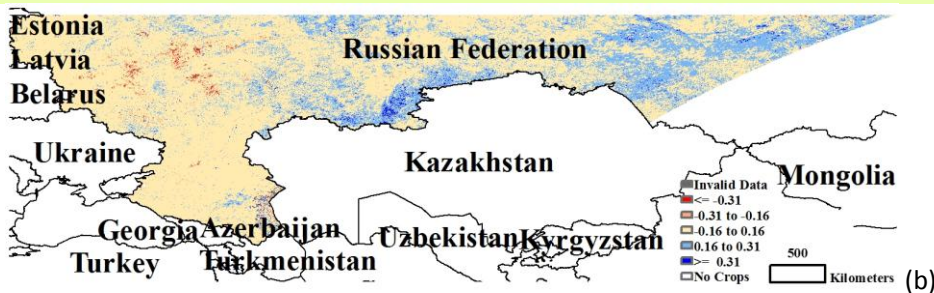 Estonia
Latvia
Belarus
Russian Federation
Ukraine
Kazakhstan
Mongolia
Georgia
Azerbaijan
Uzbekistan
Kyrgyzstan
Turkey
Turkmenistan
Invalid Data
<= -0.31
-0.31 to -0.16
-0.16 to 0.16
0.16 to 0.31
>= 0.31
No Crops
500
Kilometers
(b)